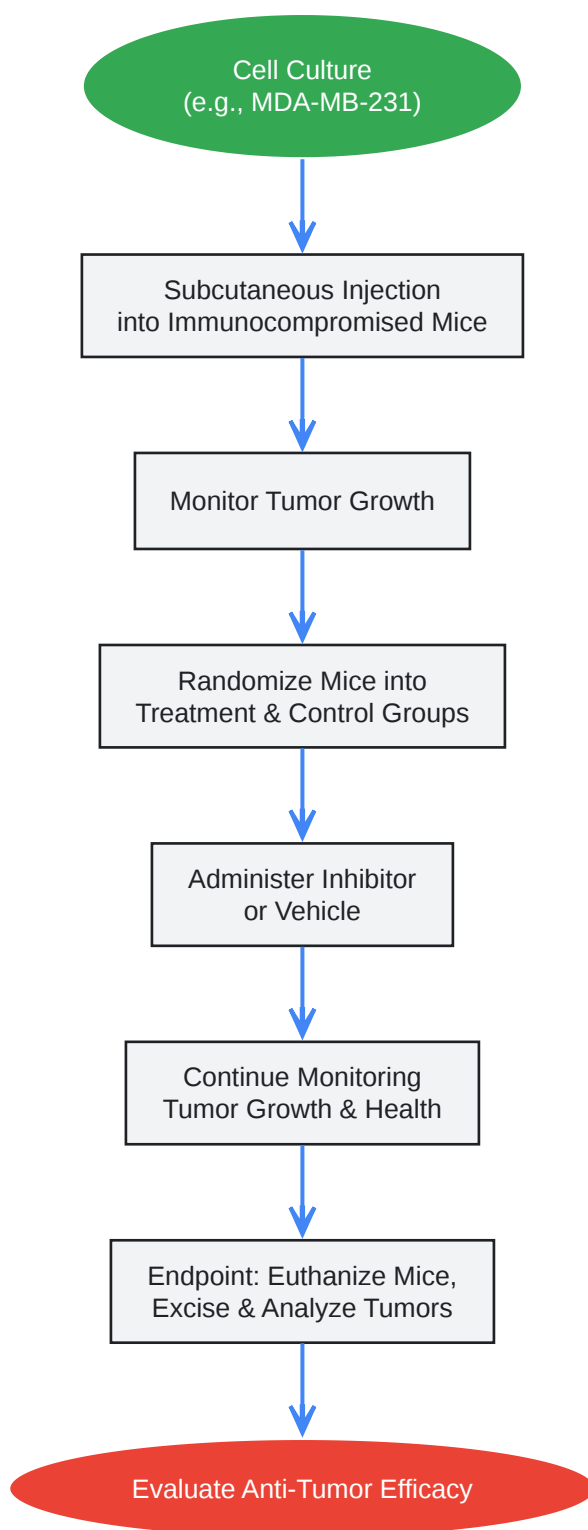 Cell Culture
(e.g., MDA-MB-231)
Subcutaneous Injection
into Immunocompromised Mice
Monitor Tumor Growth
Randomize Mice into
Treatment & Control Groups
Administer Inhibitor
or Vehicle
Continue Monitoring
Tumor Growth & Health
Endpoint: Euthanize Mice,
Excise & Analyze Tumors
Evaluate Anti-Tumor Efficacy